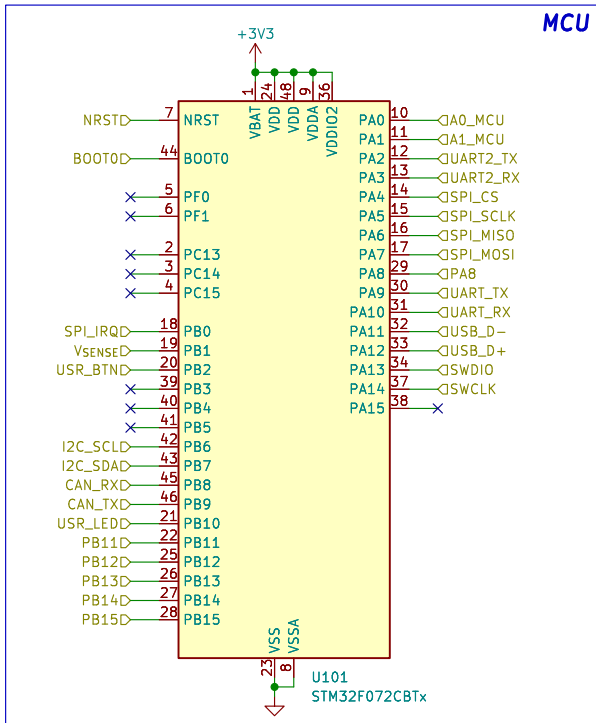 MCU
+3V3
1 24 48 9 36
VBAT VDD VDD VDDA VDDIO2
NRST 7 NRST PA0 10 A0_MCU
PA1 11 A1_MCU
BOOT0 44 BOOT0 PA2 12 UART2_TX
PA3 13 UART2_RX
5 PF0 PA4 14 SPI_CS
6 PF1 PA5 15 SPI_SCLK
PA6 16 SPI_MISO
2 PC13 PA7 17 SPI_MOSI
3 PC14 PA8 29 PA8
4 PC15 PA9 30 UART_TX
PA10 31 UART_RX
SPI_IRQ 18 PB0 PA11 32 USB_D-
VSENSE 19 PB1 PA12 33 USB_D+
USR_BTN 20 PB2 PA13 34 SWDIO
39 PB3 PA14 37 SWCLK
40 PB4 PA15 38
41 PB5
I2C_SCL 42 PB6
I2C_SDA 43 PB7
CAN_RX 45 PB8
CAN_TX 46 PB9
USR_LED 21 PB10
PB11 22 PB11
PB12 25 PB12
PB13 26 PB13
PB14 27 PB14
PB15 28 PB15
VSS VSSA
23 8
U101
STM32F072CBTx